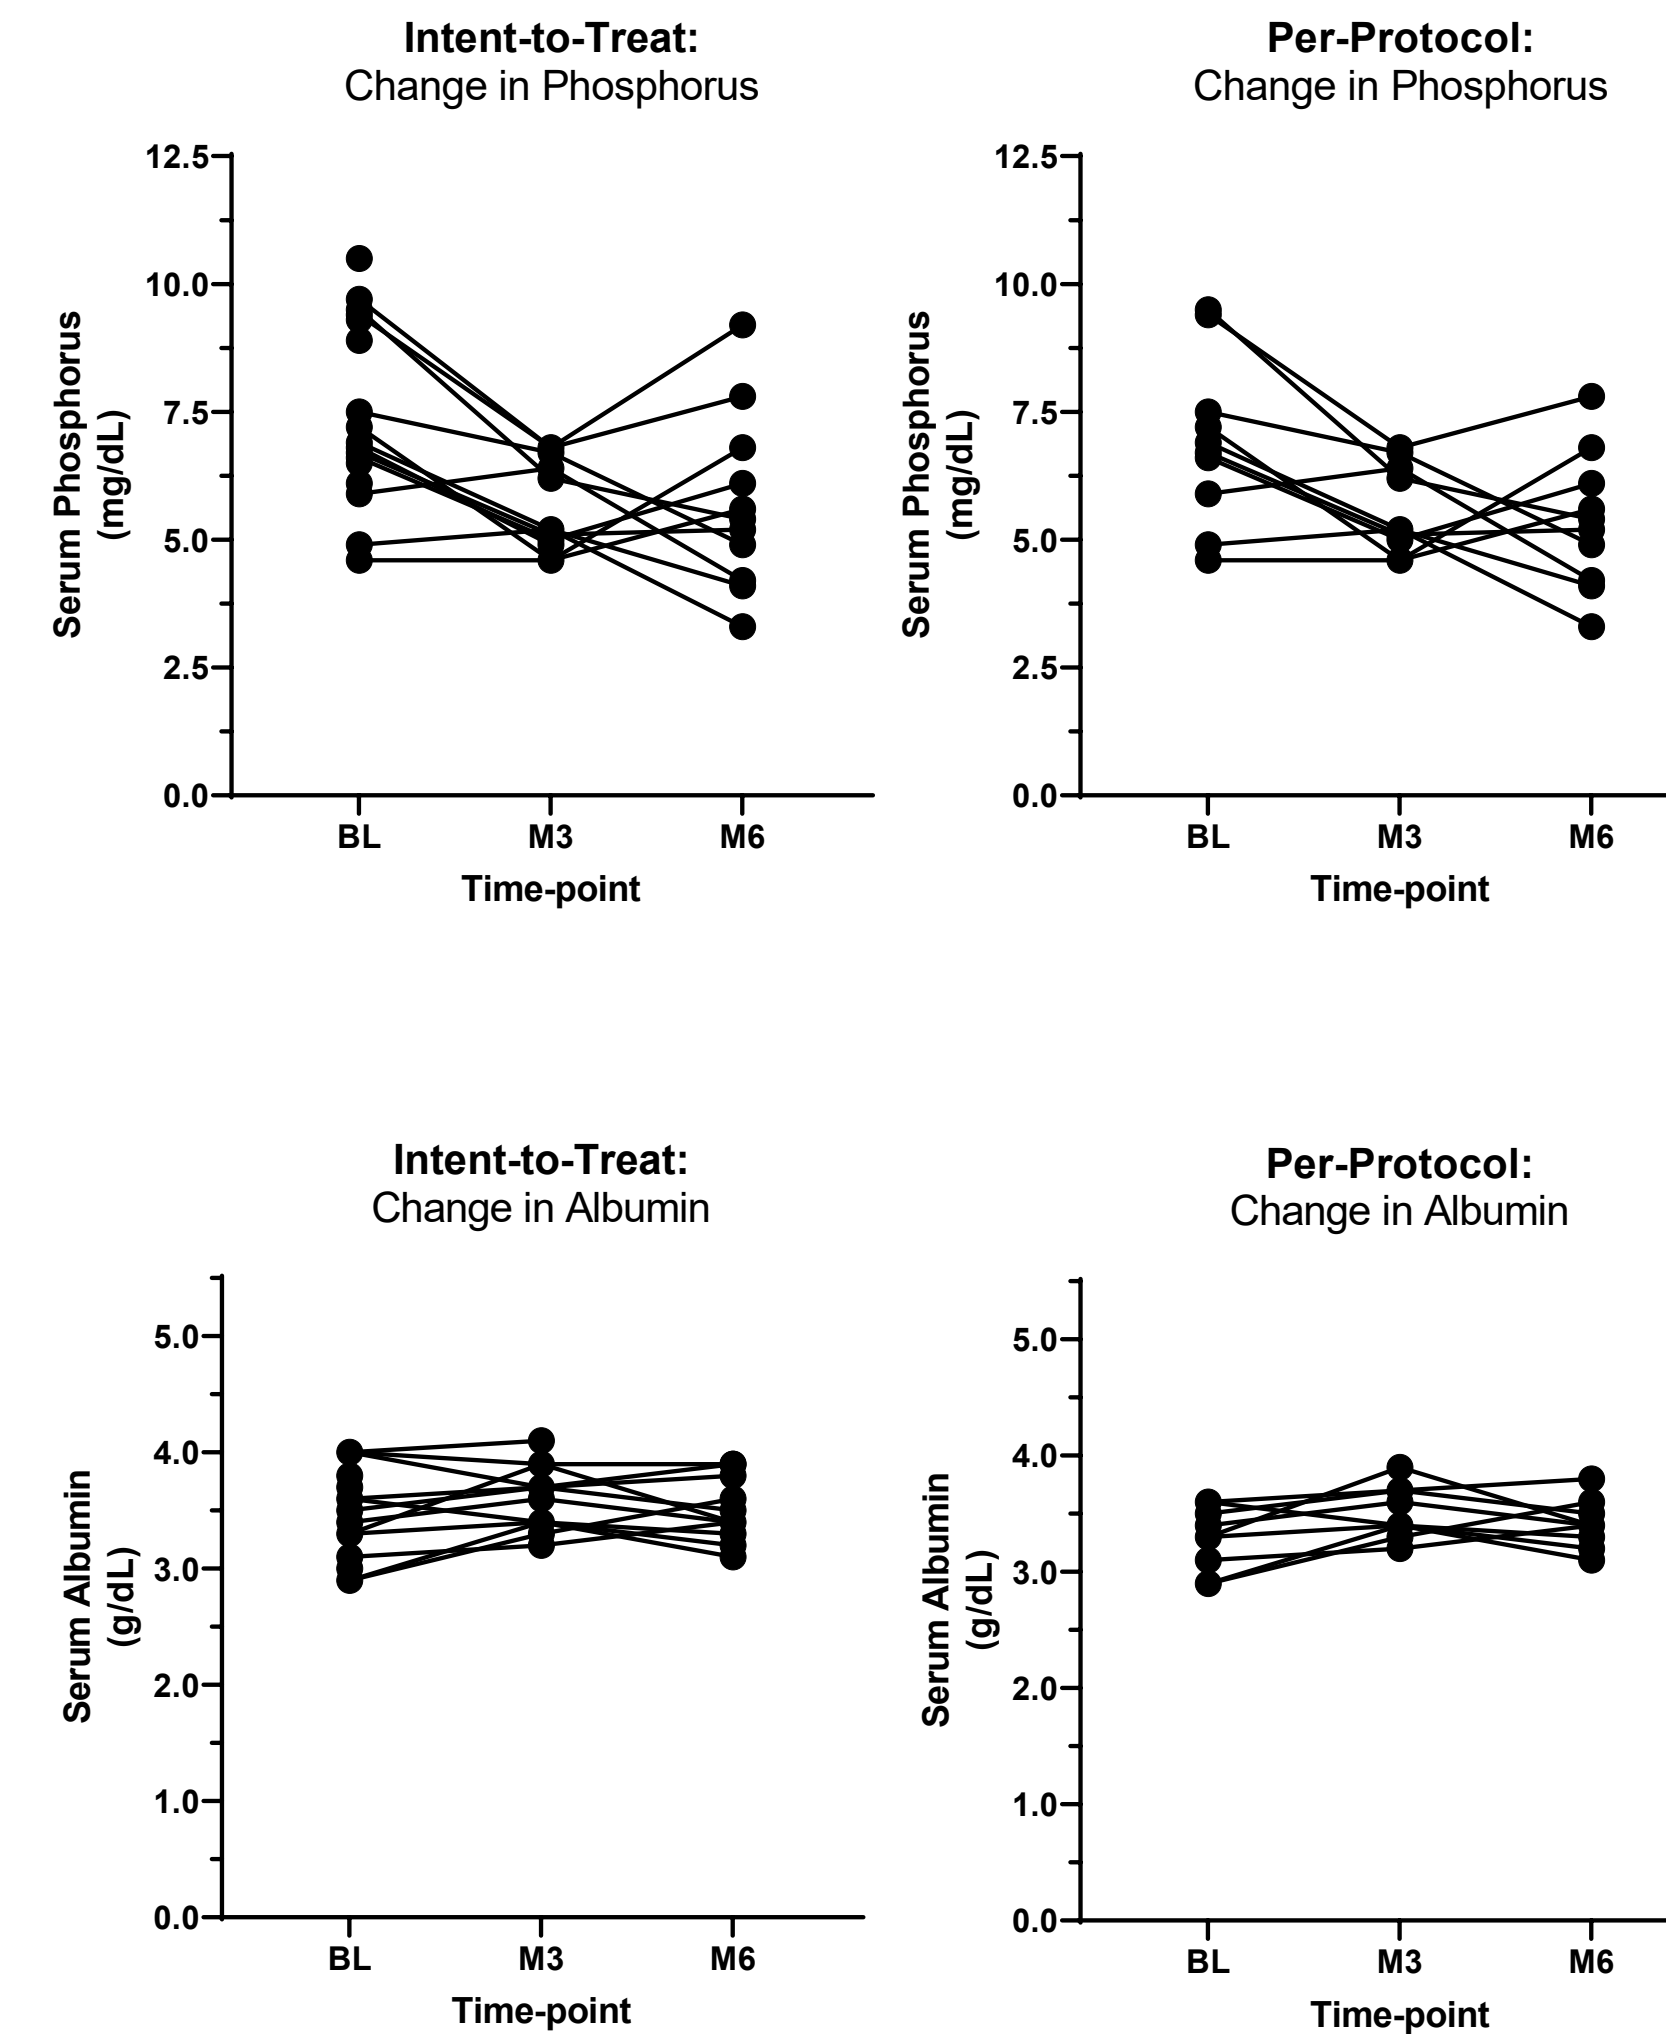 Intent-to-Treat:
Change in Phosphorus
Serum Phosphorus
(mg/dL)
12.5
10.0
7.5
5.0
2.5
0.0
BL
M3
M6
Time-point
Per-Protocol:
Change in Phosphorus
Serum Phosphorus
(mg/dL)
12.5
10.0
7.5
5.0
2.5
0.0
BL
M3
M6
Time-point
Intent-to-Treat:
Change in Albumin
Serum Albumin
(g/dL)
5.0
4.0
3.0
2.0
1.0
0.0
BL
M3
M6
Time-point
Per-Protocol:
Change in Albumin
Serum Albumin
(g/dL)
5.0
4.0
3.0
2.0
1.0
0.0
BL
M3
M6
Time-point